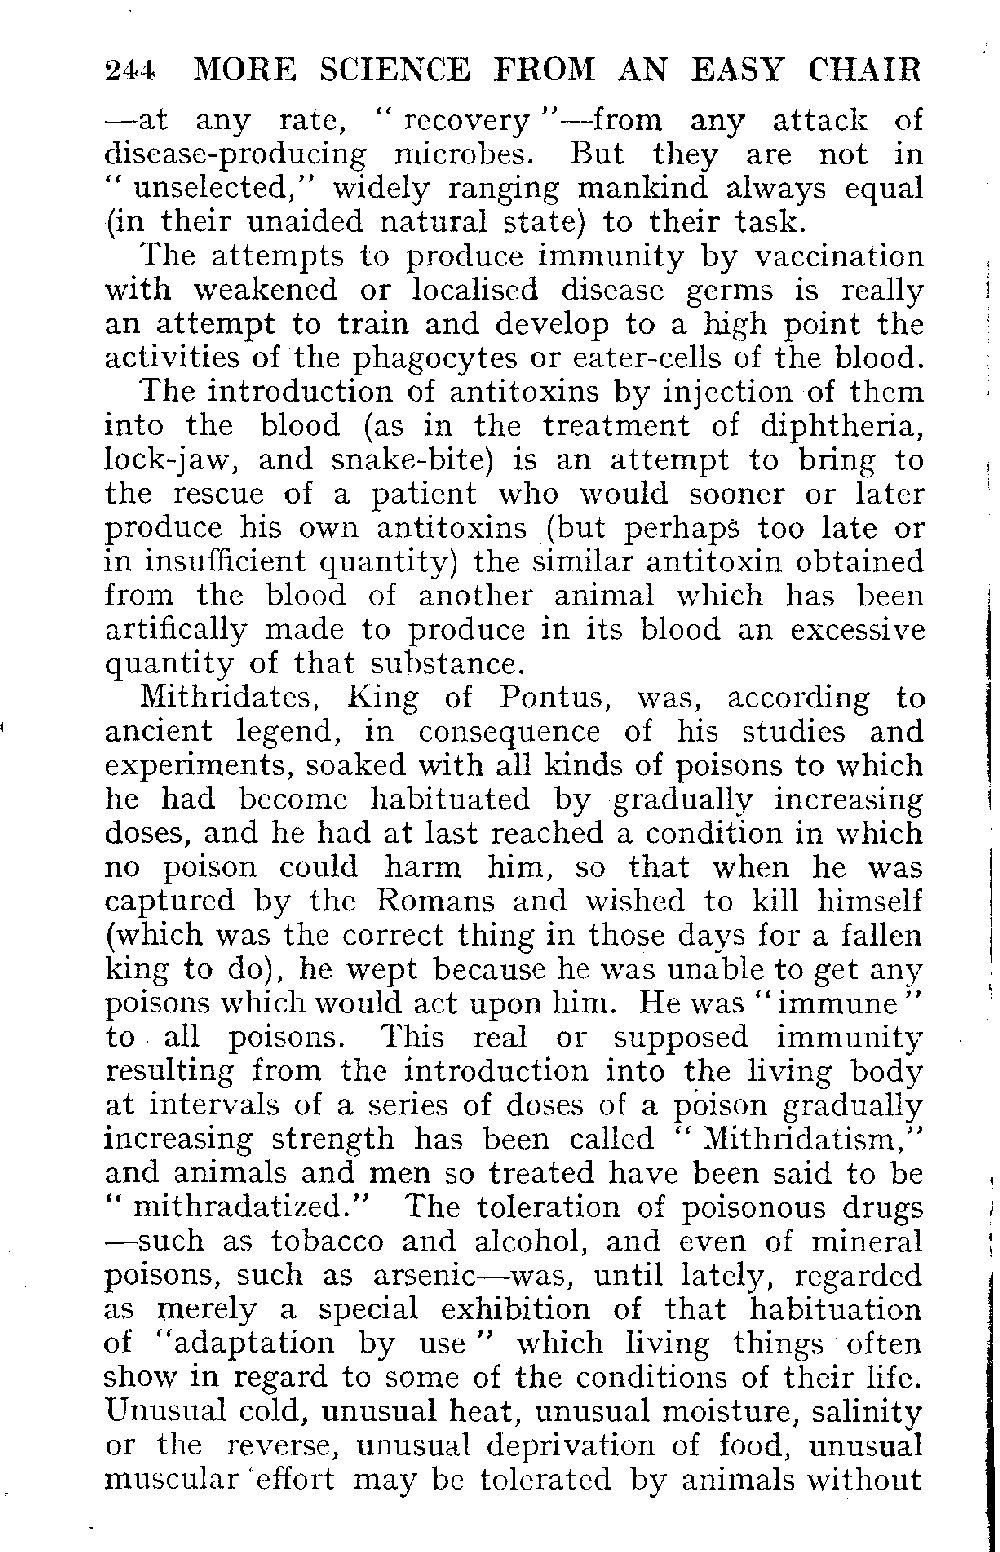 244 MORE SCIENCE FROM AN EASY CHAIR
—at any rate, “ recovery ”—from any attack of
disease-producing microbes. But they are not in
“ unselected,” widely ranging mankind always equal
(in their unaided natural state) to their task.
The attempts to produce immunity by vaccination
with weakened or localised disease germs is really
an attempt to train and develop to a high point the
activities of the phagocytes or eater-cells of the blood.
The introduction of antitoxins by injection of them
into the blood (as in the treatment of diphtheria,
lock-jaw, and snake-bite) is an attempt to bring to
the rescue of a patient who would sooner or later
produce his own antitoxins (but perhaps too late or
in insufficient quantity) the similar antitoxin obtained
from the blood of another animal which has been
artifically made to produce in its blood an excessive
quantity of that substance.
Mithridates, King of Pontus, was, according to
ancient legend, in consequence of his studies and
experiments, soaked with all kinds of poisons to which
he had become habituated by gradually increasing
doses, and he had at last reached a condition in which
no poison could harm him, so that when he was
captured by the Romans and wished to kill himself
(which was the correct thing in those days for a fallen
king to do), he wept because he was unable to get any
poisons which would act upon him. He was “immune”
to all poisons. This real or supposed immunity
resulting from the introduction into the living body
at intervals of a series of doses of a poison gradually
increasing strength has been called “ Mithridatism,”
and animals and men so treated have been said to be
“ mithradatized.” The toleration of poisonous drugs
—such as tobacco and alcohol, and even of mineral
poisons, such as arsenic—was, until lately, regarded
as merely a special exhibition of that habituation
of “adaptation by use ” which living things often
show in regard to some of the conditions of their life.
Unusual cold, unusual heat, unusual moisture, salinity
or the reverse, unusual deprivation of food, unusual
muscular effort may be tolerated by animals without